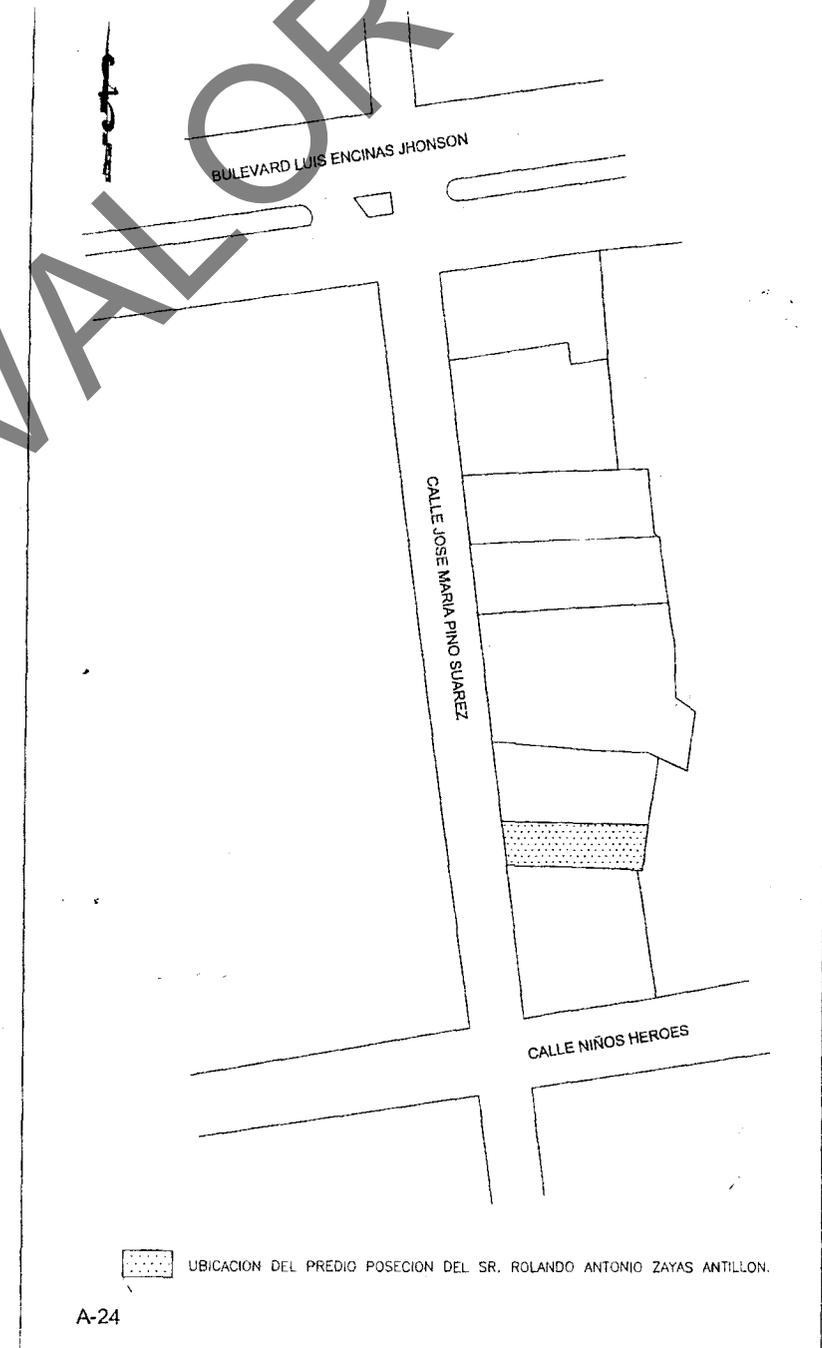 VALOR
BULEVARD LUIS ENCINAS JHONSON
CALLE JOSE MARIA PINO SUAREZ
CALLE NIÑOS HEROES
UBICACION DEL PREDIO POSECION DEL SR. ROLANDO ANTONIO ZAYAS ANTILLON.
A-24